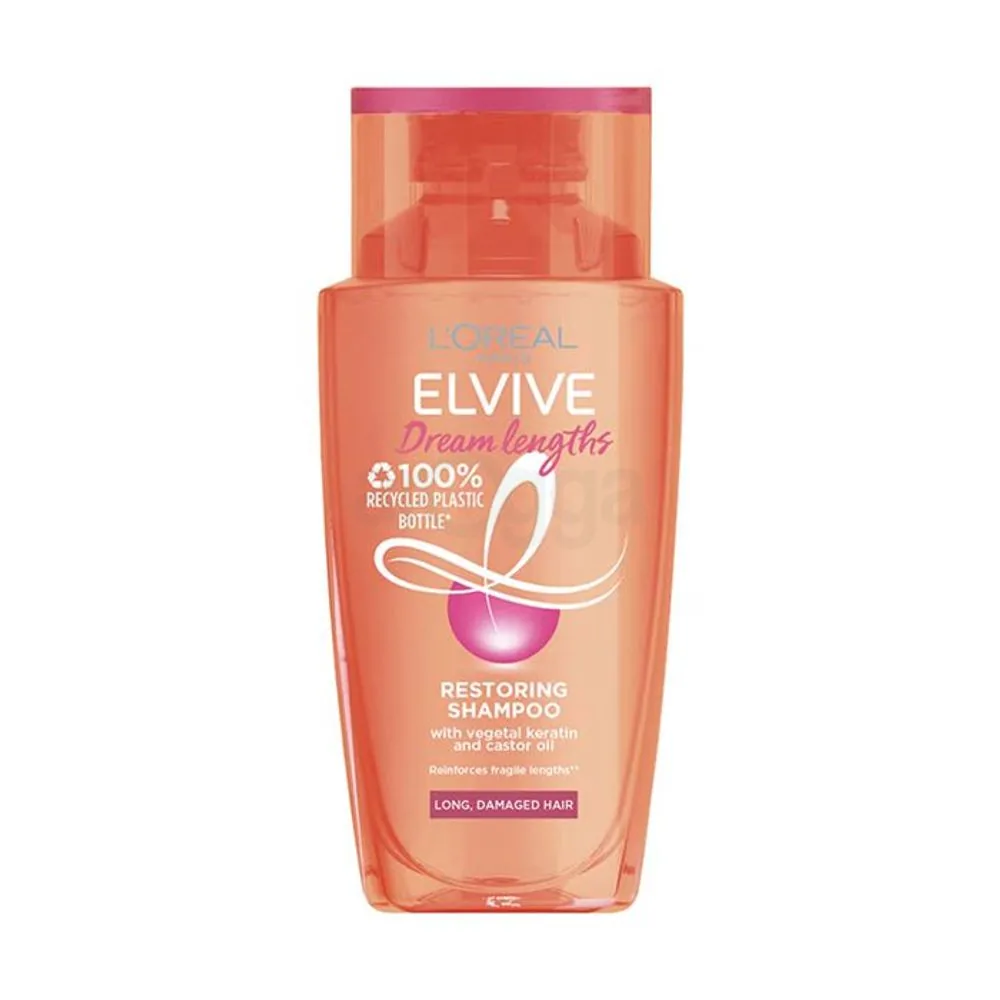 L'ORÉAL
PARIS
ELVIVE
Dream lengths
100%
RECYCLED PLASTIC
BOTTLE*
RESTORING
SHAMPOO
with vegetal keratin
and castor oil
Reinforces fragile lengths**
LONG, DAMAGED HAIR